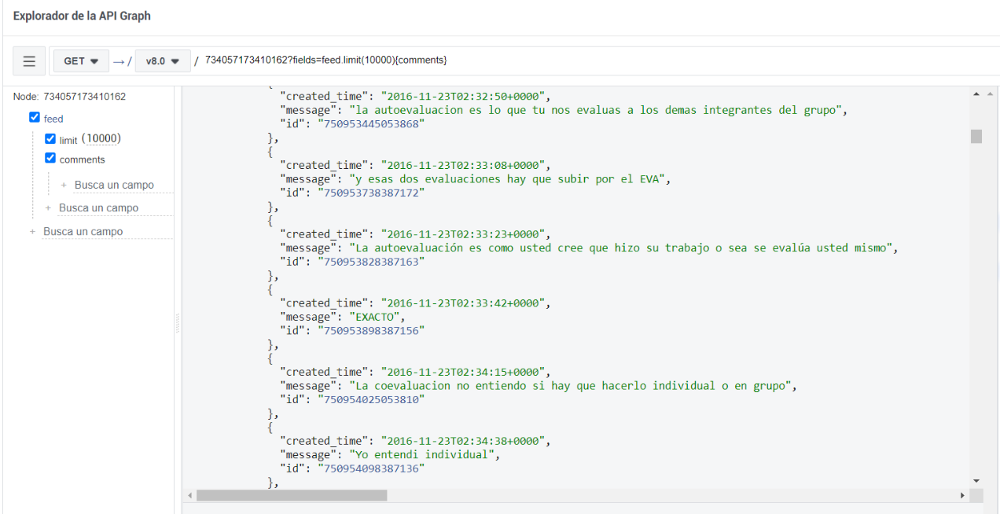 Explorador de la API Graph
GET → / v8.0 / 734057173410162?fields=feed.limit(10000){comments}
Node: 734057173410162
feed
limit (10000)
comments
+ Busca un campo
+ Busca un campo
+ Busca un campo
{
"created_time": "2016-11-23T02:32:50+0000",
"message": "la autoevaluacion es lo que tu nos evaluas a los demas integrantes del grupo",
"id": "750953445053868"
},
{
"created_time": "2016-11-23T02:33:08+0000",
"message": "y esas dos evaluaciones hay que subir por el EVA",
"id": "750953738387172"
},
{
"created_time": "2016-11-23T02:33:23+0000",
"message": "La autoevaluación es como usted cree que hizo su trabajo o sea se evalúa usted mismo",
"id": "750953828387163"
},
{
"created_time": "2016-11-23T02:33:42+0000",
"message": "EXACTO",
"id": "750953898387156"
},
{
"created_time": "2016-11-23T02:34:15+0000",
"message": "La coevaluacion no entiendo si hay que hacerlo individual o en grupo",
"id": "750954025053810"
},
{
"created_time": "2016-11-23T02:34:38+0000",
"message": "Yo entendi individual",
"id": "750954098387136"
},